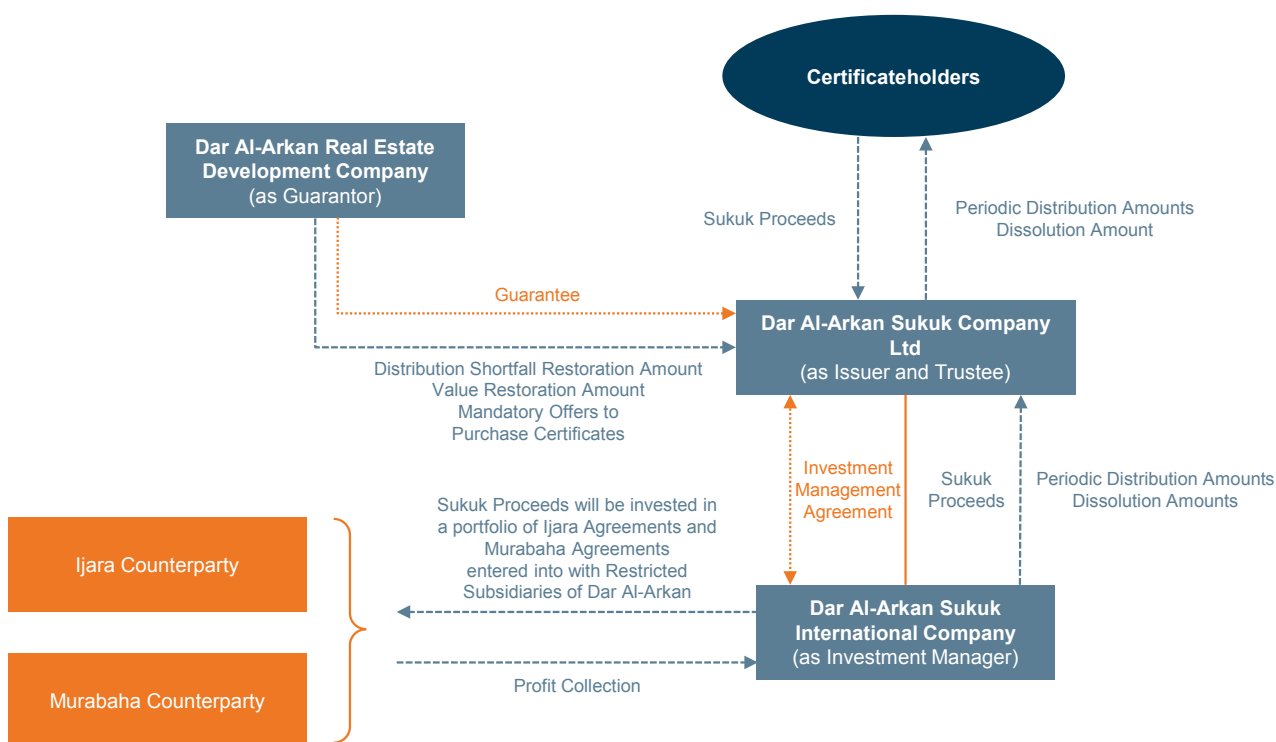 Certificateholders
Dar Al-Arkan Real Estate
Development Company
(as Guarantor)
Sukuk Proceeds
Periodic Distribution Amounts
Dissolution Amount
Guarantee
Dar Al-Arkan Sukuk Company
Ltd
(as Issuer and Trustee)
Distribution Shortfall Restoration Amount
Value Restoration Amount
Mandatory Offers to
Purchase Certificates
Investment
Management
Agreement
Sukuk
Proceeds
Periodic Distribution Amounts
Dissolution Amounts
Sukuk Proceeds will be invested in
a portfolio of Ijara Agreements and
Murabaha Agreements
entered into with Restricted
Subsidiaries of Dar Al-Arkan
Ijara Counterparty
Dar Al-Arkan Sukuk
International Company
(as Investment Manager)
Profit Collection
Murabaha Counterparty